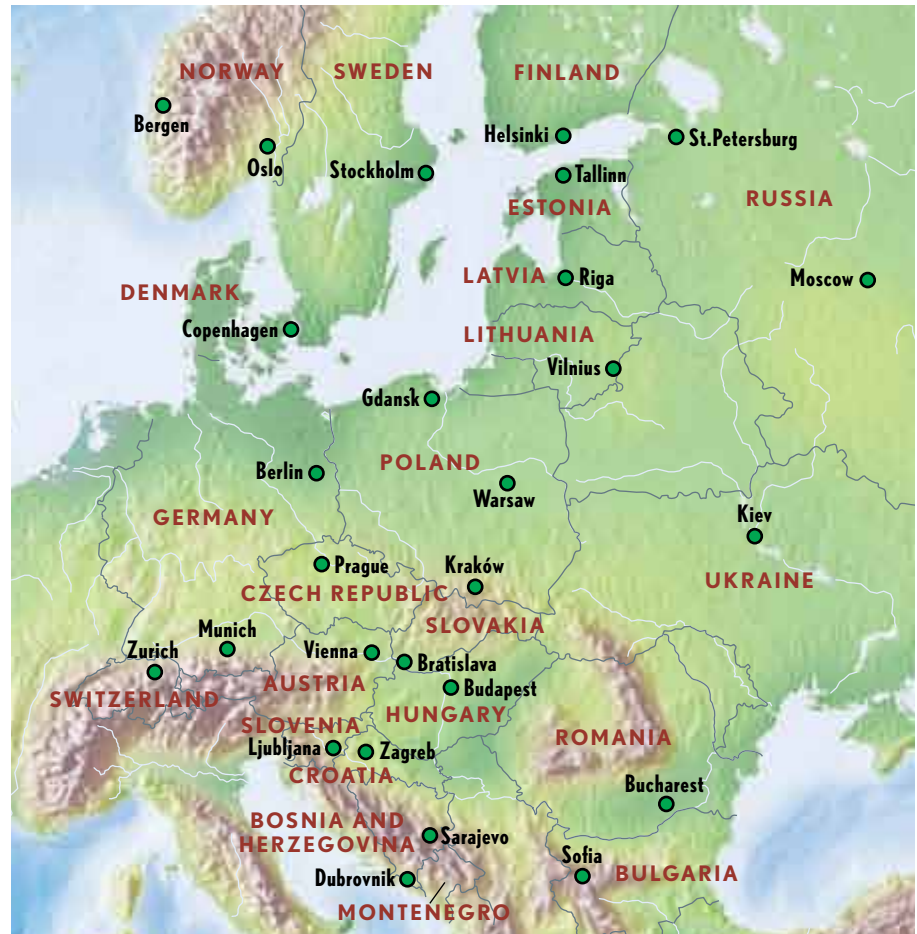 NORWAY
SWEDEN
FINLAND
Bergen
Oslo
Stockholm
Helsinki
St.Petersburg
Tallinn
ESTONIA
RUSSIA
LATVIA
Riga
Moscow
DENMARK
Copenhagen
LITHUANIA
Vilnius
Gdańsk
Berlin
POLAND
Warsaw
GERMANY
Kiev
Prague
Kraków
CZECH REPUBLIC
UKRAINE
SLOVAKIA
Munich
Zurich
Vienna
Bratislava
SWITZERLAND
AUSTRIA
Budapest
HUNGARY
SLOVENIA
Ljubljana
Zagreb
ROMANIA
CROATIA
Bucharest
BOSNIA AND
HERZEGOVINA
Sarajevo
Sofia
BULGARIA
Dubrovnik
MONTENEGRO